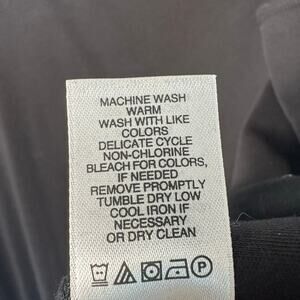 MACHINE WASH
WARM
WASH WITH LIKE
COLORS
DELICATE CYCLE
NON-CHLORINE
BLEACH FOR COLORS,
IF NEEDED
REMOVE PROMPTLY
TUMBLE DRY LOW
COOL IRON IF
NECESSARY
OR DRY CLEAN
P